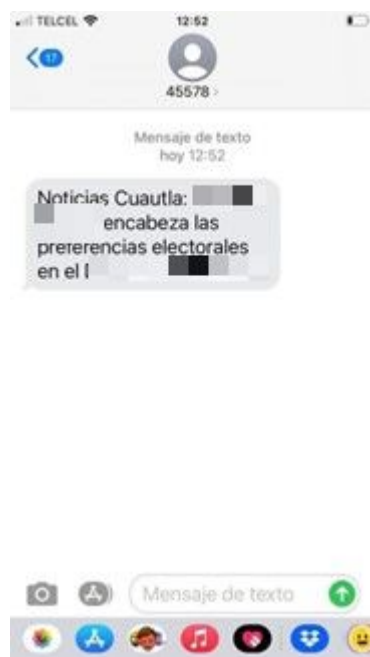 TELCEL 12:52
17
45578 >
Mensaje de texto
hoy 12:52
Noticias Cuautla:
encabeza las
preferencias electorales
en el
Mensaje de texto